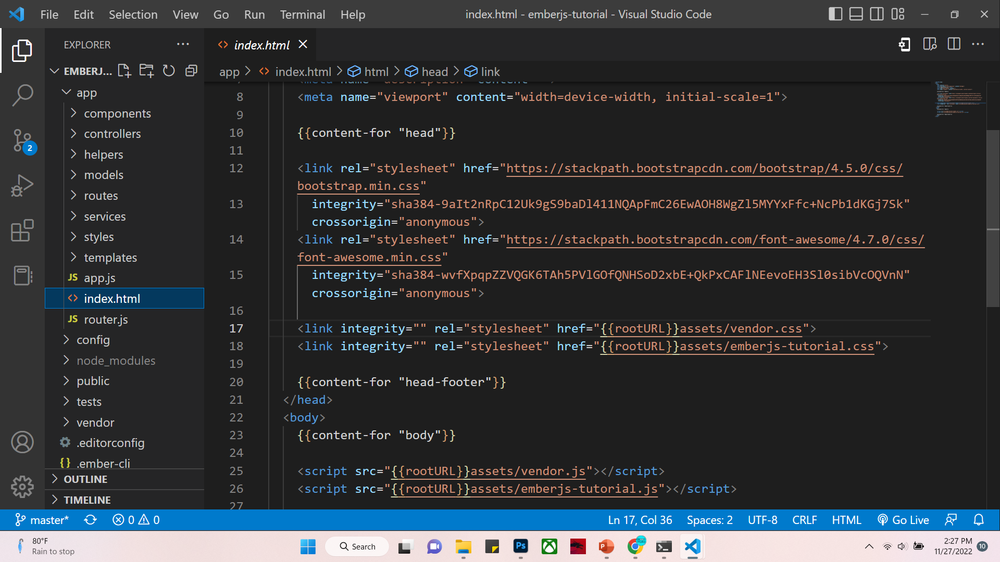 File Edit Selection View Go Run Terminal Help
index.html - emberjs-tutorial - Visual Studio Code
EXPLORER
index.html
EMBERJ...
app > index.html > html > head > link
app
components
controllers
helpers
models
routes
services
styles
templates
JS app.js
index.html
JS router.js
config
node_modules
public
tests
vendor
.editorconfig
{} .ember-cli
OUTLINE
TIMELINE
2
8 <meta name="viewport" content="width=device-width, initial-scale=1">
9
10 {{content-for "head"}}
11
12 <link rel="stylesheet" href="https://stackpath.bootstrapcdn.com/bootstrap/4.5.0/css/
bootstrap.min.css"
13 integrity="sha384-9aIt2nRpC12Uk9gS9baDl411NQApFmC26EwAOH8WgZl5MYYxFfc+NcPb1dKGj7Sk"
crossorigin="anonymous">
14 <link rel="stylesheet" href="https://stackpath.bootstrapcdn.com/font-awesome/4.7.0/css/
font-awesome.min.css"
15 integrity="sha384-wvfXpqpZZVQGK6TAh5PVlGOfQNHSoD2xbE+QkPxCAFlNEevoEH3Sl0sibVcOQVnN"
crossorigin="anonymous">
16
17 <link integrity="" rel="stylesheet" href="{{rootURL}}assets/vendor.css">
18 <link integrity="" rel="stylesheet" href="{{rootURL}}assets/emberjs-tutorial.css">
19
20 {{content-for "head-footer"}}
21 </head>
22 <body>
23 {{content-for "body"}}
24
25 <script src="{{rootURL}}assets/vendor.js"></script>
26 <script src="{{rootURL}}assets/emberjs-tutorial.js"></script>
27
master* 0 0
Ln 17, Col 36 Spaces: 2 UTF-8 CRLF HTML Go Live
80°F
Rain to stop
Search
Ps
2:27 PM
11/27/2022
10